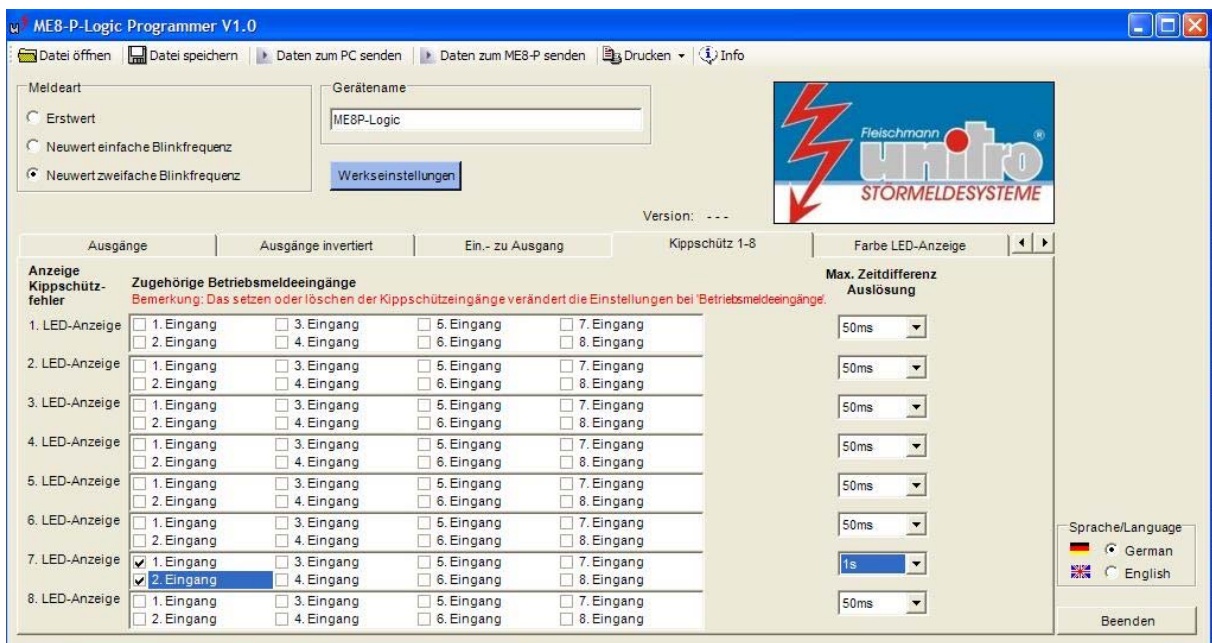 ME8-P-Logic Programmer V1.0
Datei öffnen Datei speichern Daten zum PC senden Daten zum ME8-P senden Drucken Info
Meldeart
Erstwert
Neuwert einfache Blinkfrequenz
Neuwert zweifache Blinkfrequenz
Gerätename
ME8P-Logic
Werkseinstellungen
Fleischmann
unitro ®
STÖRMELDESYSTEME
Version: - - -
Ausgänge Ausgänge invertiert Ein.- zu Ausgang Kippschütz 1-8 Farbe LED-Anzeige
Anzeige
Kippschütz-
fehler
Zugehörige Betriebsmeldeeingänge
Bemerkung: Das setzen oder löschen der Kippschützeingänge verändert die Einstellungen bei 'Betriebsmeldeeingänge'.
Max. Zeitdifferenz
Auslösung
1. LED-Anzeige 1. Eingang 3. Eingang 5. Eingang 7. Eingang 50ms
2. Eingang 4. Eingang 6. Eingang 8. Eingang
2. LED-Anzeige 1. Eingang 3. Eingang 5. Eingang 7. Eingang 50ms
2. Eingang 4. Eingang 6. Eingang 8. Eingang
3. LED-Anzeige 1. Eingang 3. Eingang 5. Eingang 7. Eingang 50ms
2. Eingang 4. Eingang 6. Eingang 8. Eingang
4. LED-Anzeige 1. Eingang 3. Eingang 5. Eingang 7. Eingang 50ms
2. Eingang 4. Eingang 6. Eingang 8. Eingang
5. LED-Anzeige 1. Eingang 3. Eingang 5. Eingang 7. Eingang 50ms
2. Eingang 4. Eingang 6. Eingang 8. Eingang
6. LED-Anzeige 1. Eingang 3. Eingang 5. Eingang 7. Eingang 50ms
2. Eingang 4. Eingang 6. Eingang 8. Eingang
7. LED-Anzeige 1. Eingang 3. Eingang 5. Eingang 7. Eingang 1s
2. Eingang 4. Eingang 6. Eingang 8. Eingang
8. LED-Anzeige 1. Eingang 3. Eingang 5. Eingang 7. Eingang 50ms
2. Eingang 4. Eingang 6. Eingang 8. Eingang
Sprache/Language
German
English
Beenden